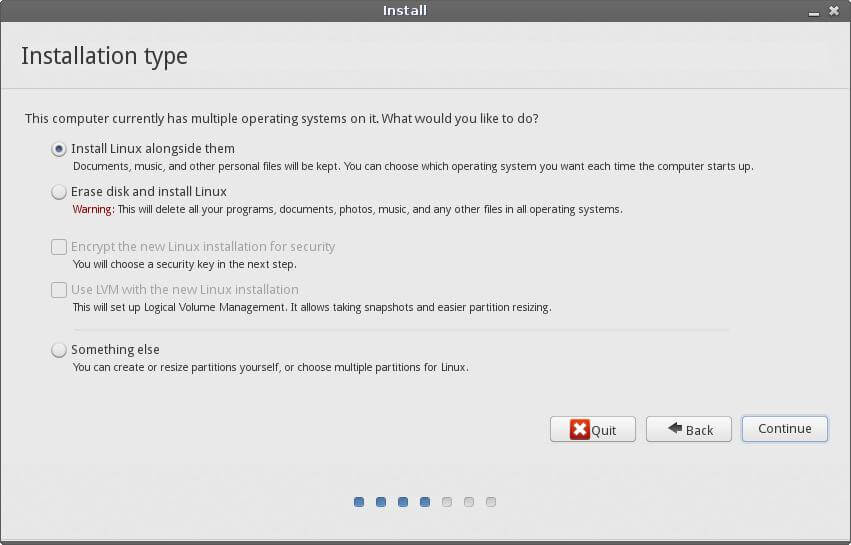 Install
Installation type
This computer currently has multiple operating systems on it. What would you like to do?
Install Linux alongside them
Documents, music, and other personal files will be kept. You can choose which operating system you want each time the computer starts up.
Erase disk and install Linux
Warning: This will delete all your programs, documents, photos, music, and any other files in all operating systems.
Encrypt the new Linux installation for security
You will choose a security key in the next step.
Use LVM with the new Linux installation
This will set up Logical Volume Management. It allows taking snapshots and easier partition resizing.
Something else
You can create or resize partitions yourself, or choose multiple partitions for Linux.
Quit Back Continue